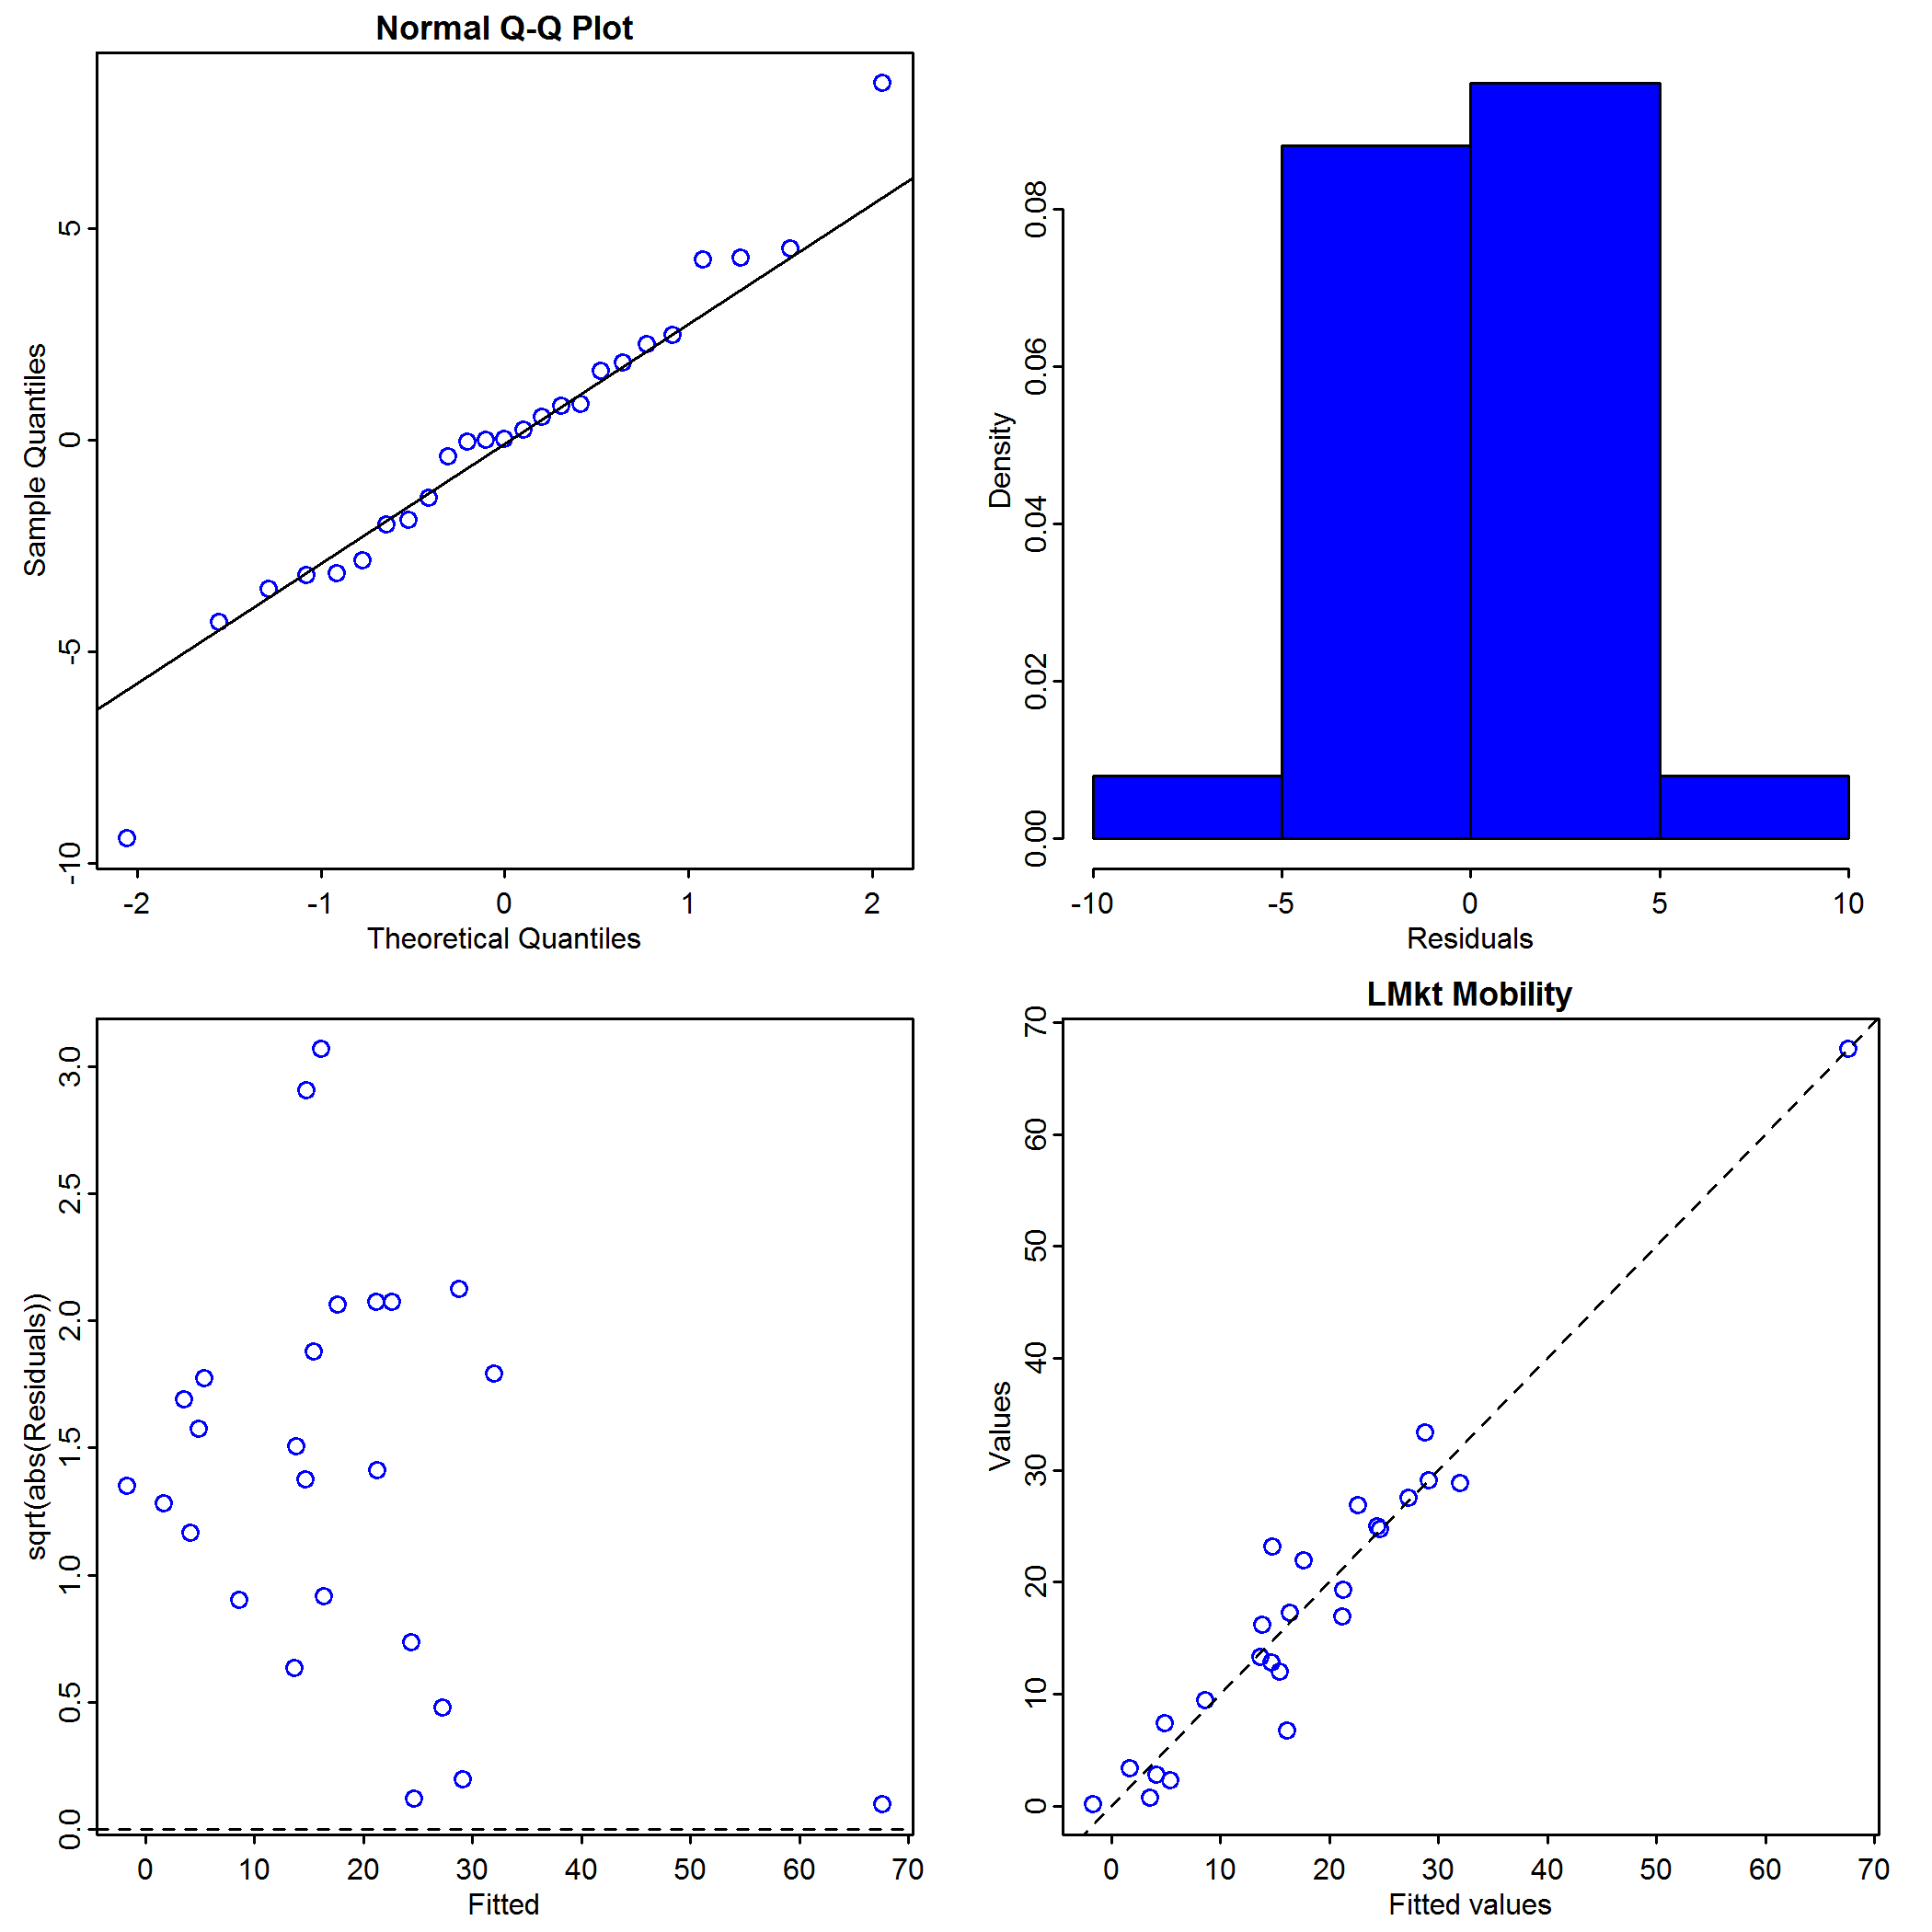 Normal Q-Q Plot
Sample Quantiles
-10 -5 0 5
-2 -1 0 1 2
Theoretical Quantiles
Density
0.00 0.02 0.04 0.06 0.08
-10 -5 0 5 10
Residuals
sqrt(abs(Residuals))
0.0 0.5 1.0 1.5 2.0 2.5 3.0
0 10 20 30 40 50 60 70
Fitted
LMkt Mobility
Values
0 10 20 30 40 50 60 70
0 10 20 30 40 50 60 70
Fitted values